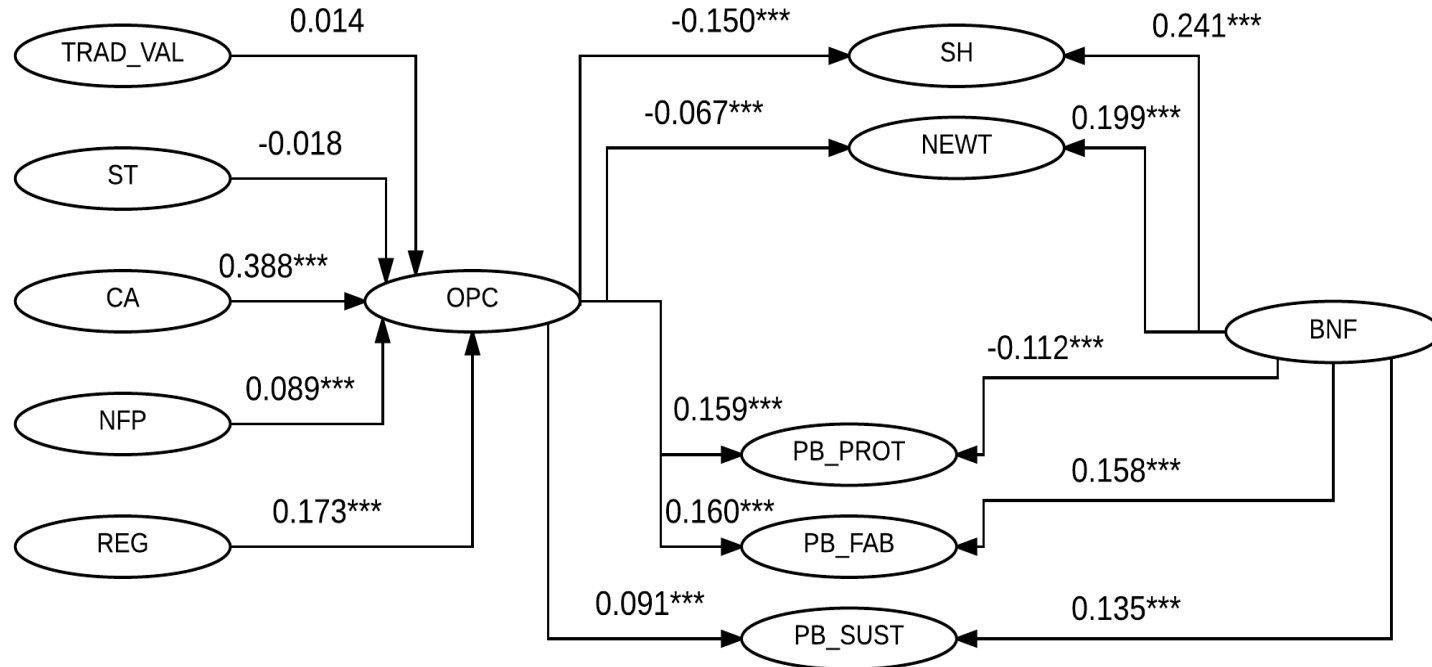 TRAD_VAL
0.014
-0.150***
SH
0.241***
ST
-0.018
-0.067***
NEWT
0.199***
CA
0.388***
OPC
BNF
NFP
0.089***
0.159***
PB_PROT
-0.112***
REG
0.173***
0.160***
PB_FAB
0.158***
0.091***
PB_SUST
0.135***